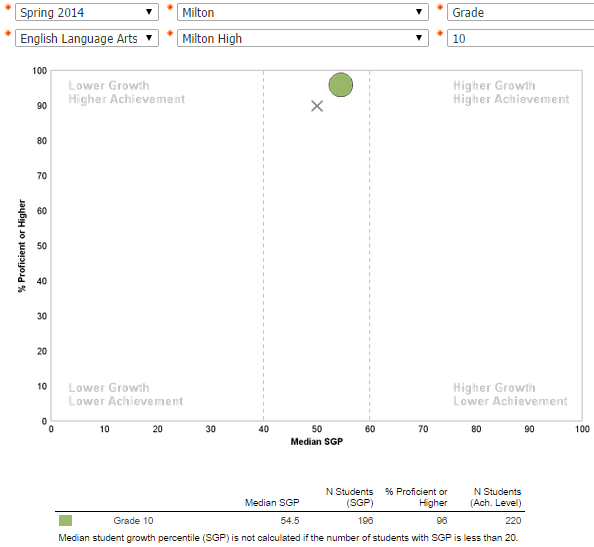 Spring 2014 Milton Grade
English Language Arts Milton High 10
100
Lower Growth Higher Growth
Higher Achievement Higher Achievement
90
80
70
60
% Proficient or Higher
50
40
30
20
10
Lower Growth Higher Growth
Lower Achievement Lower Achievement
0
0 10 20 30 40 50 60 70 80 90 100
Median SGP
N Students % Proficient or N Students
Median SGP (SGP) Higher (Ach. Level)
Grade 10 54.5 196 96 220
Median student growth percentile (SGP) is not calculated if the number of students with SGP is less than 20.